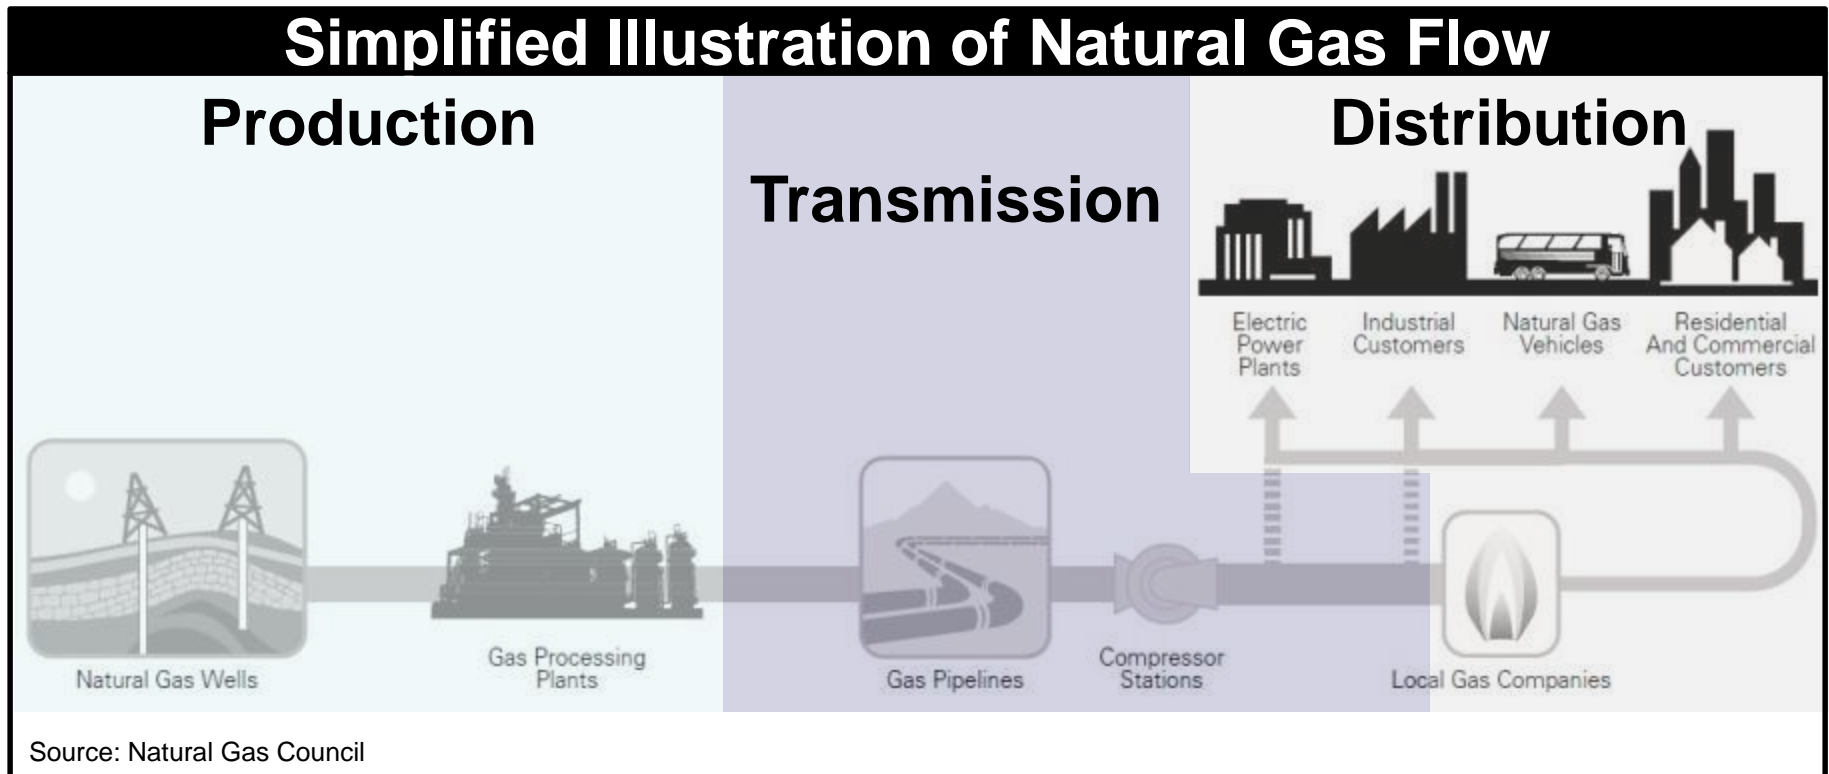 Simplified Illustration of Natural Gas Flow
Production
Transmission
Distribution
Electric
Power
Plants
Industrial
Customers
Natural Gas
Vehicles
Residential
And Commercial
Customers
Natural Gas Wells
Gas Processing
Plants
Gas Pipelines
Compressor
Stations
Local Gas Companies
Source: Natural Gas Council